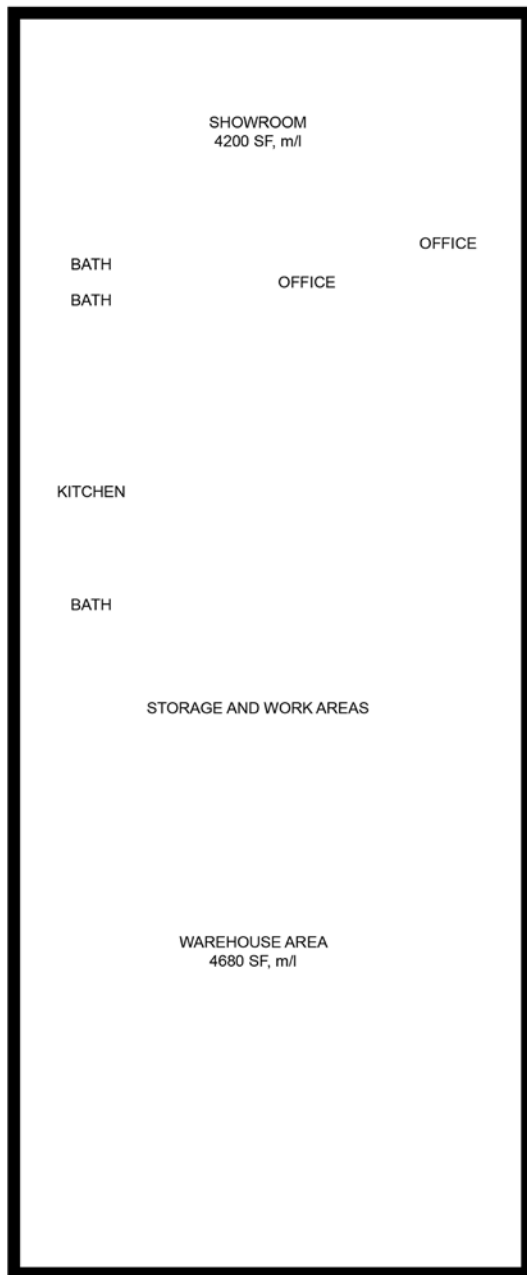 SHOWROOM
4200 SF, m/l
OFFICE
BATH
OFFICE
BATH
KITCHEN
BATH
STORAGE AND WORK AREAS
WAREHOUSE AREA
4680 SF, m/l